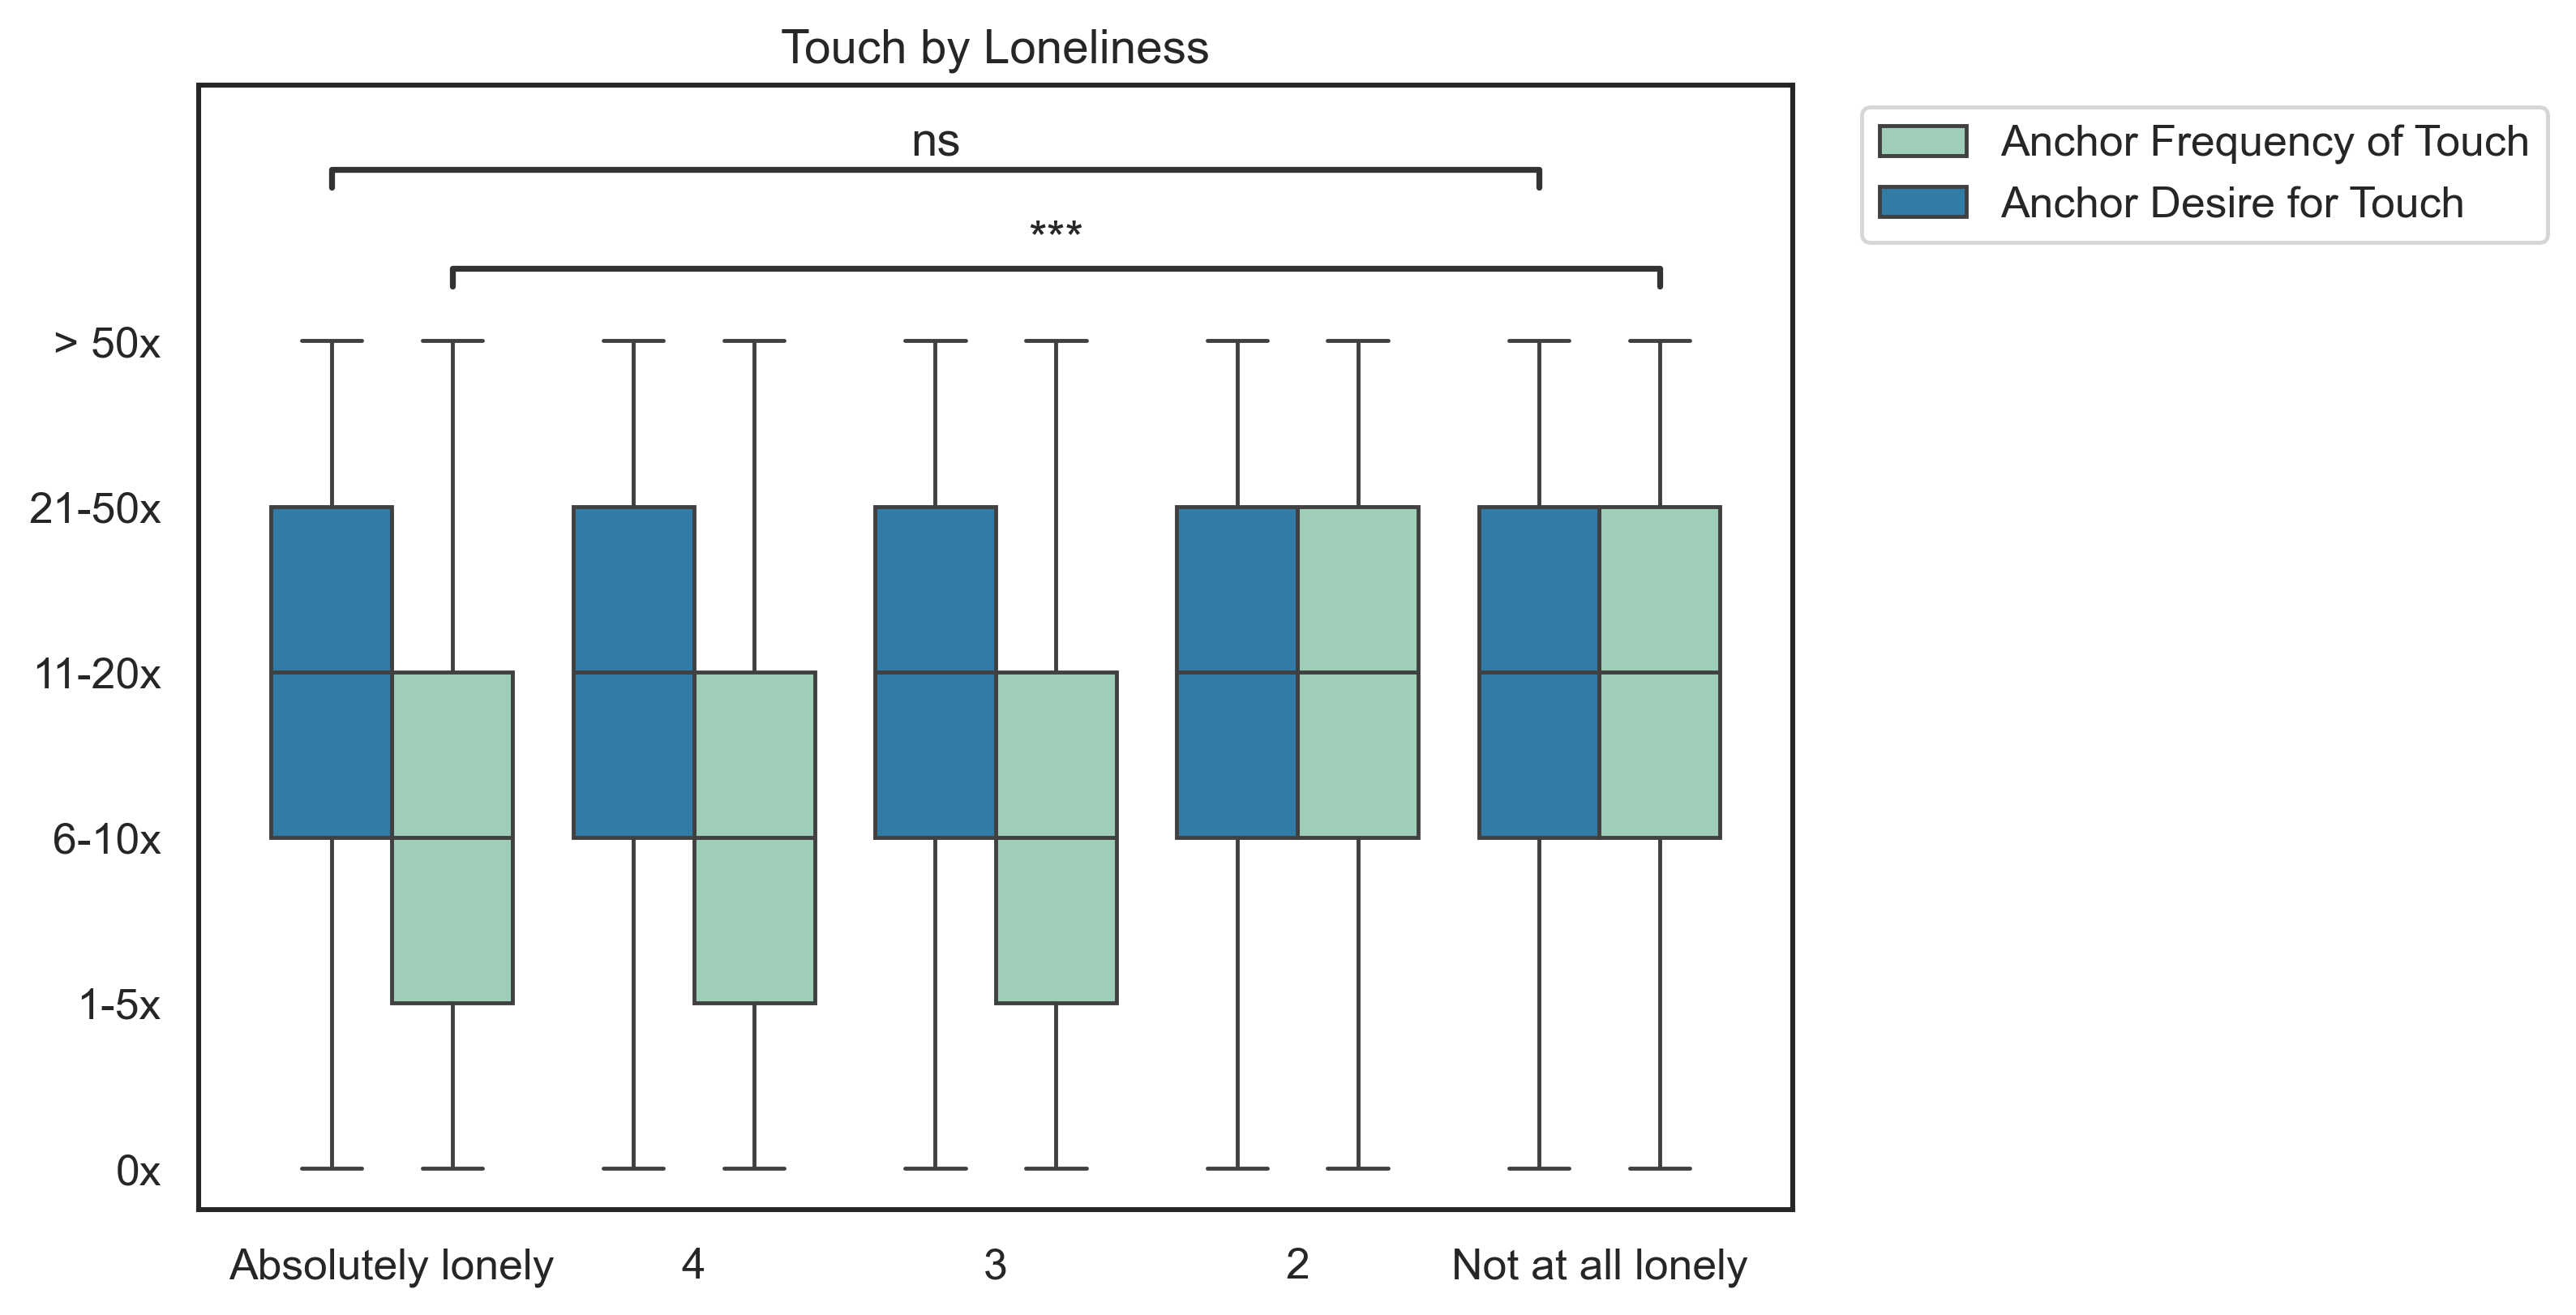 Touch by Loneliness
ns
***
Anchor Frequency of Touch
Anchor Desire for Touch
> 50x
21-50x
11-20x
6-10x
1-5x
0x
Absolutely lonely
4
3
2
Not at all lonely